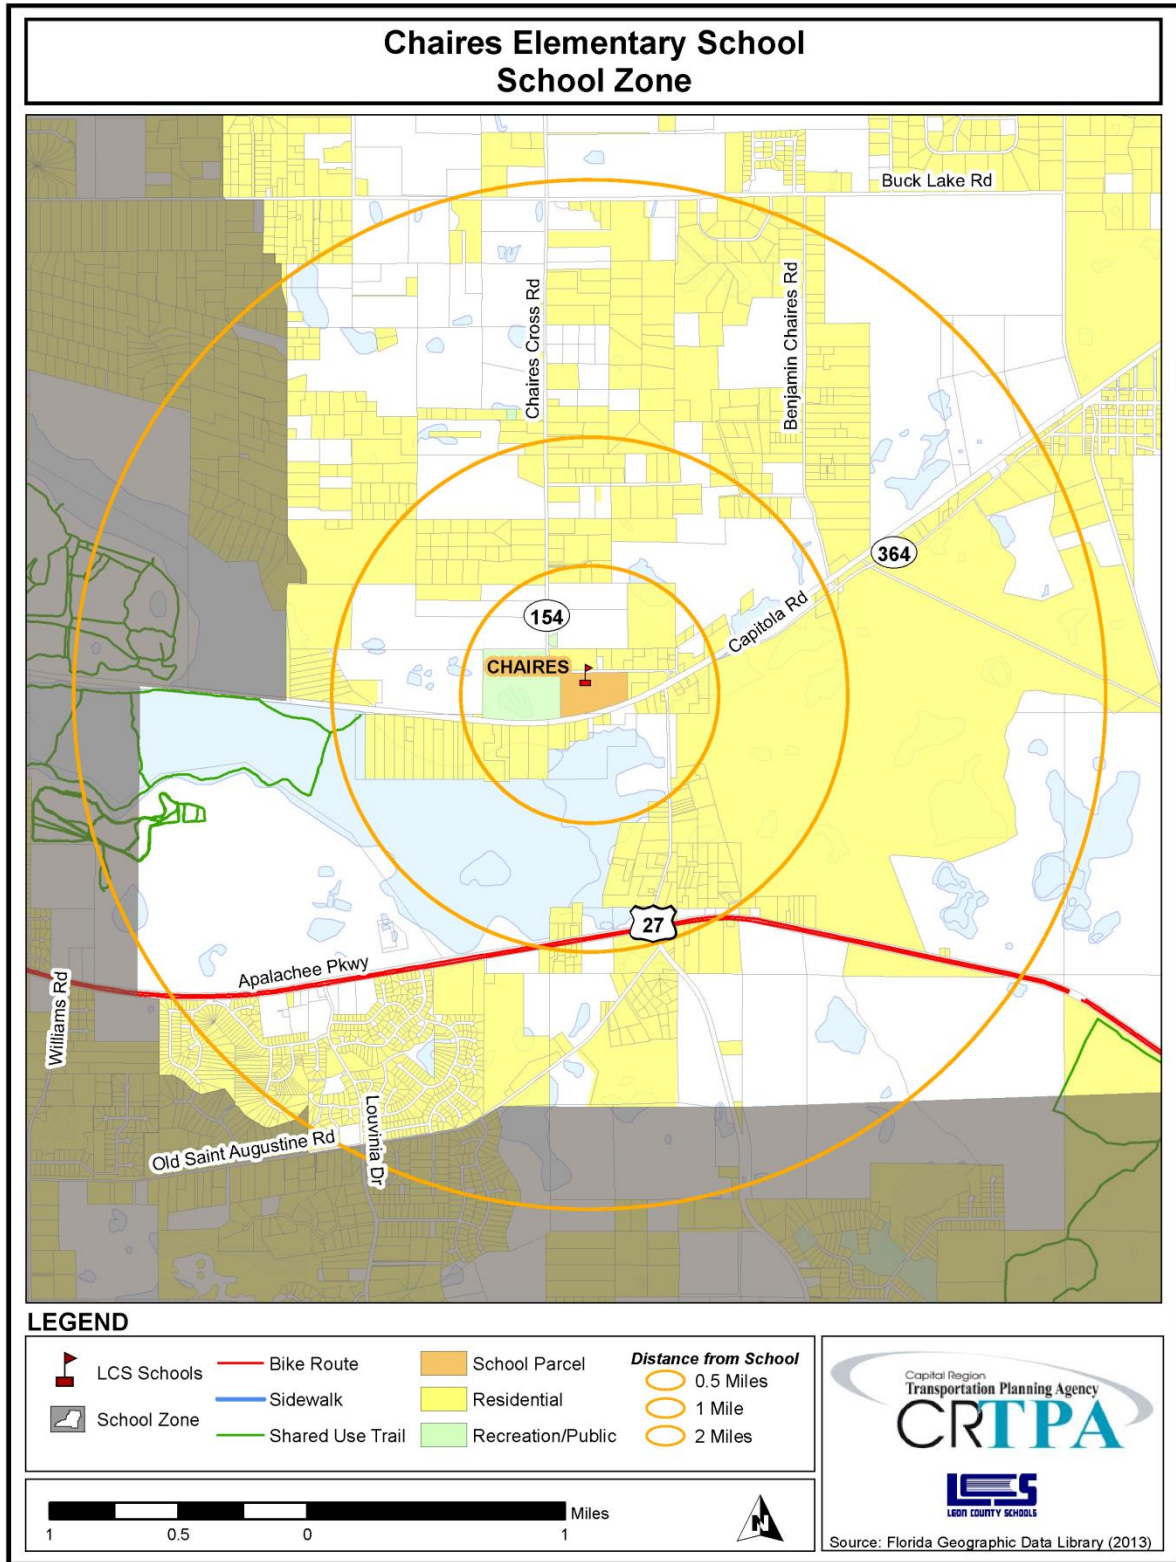 Chaires Elementary School
School Zone
Buck Lake Rd
Chaires Cross Rd
Benjamin Chaires Rd
364
154
Capitola Rd
CHAIRES
27
Apalachee Pkwy
Williams Rd
Louvinia Dr
Old Saint Augustine Rd
LEGEND
LCS Schools
School Zone
Bike Route
Sidewalk
Shared Use Trail
School Parcel
Residential
Recreation/Public
Distance from School
0.5 Miles
1 Mile
2 Miles
Miles
1 0.5 0 1
N
Capital Region
Transportation Planning Agency
CRTPA
LCS
LEON COUNTY SCHOOLS
Source: Florida Geographic Data Library (2013)